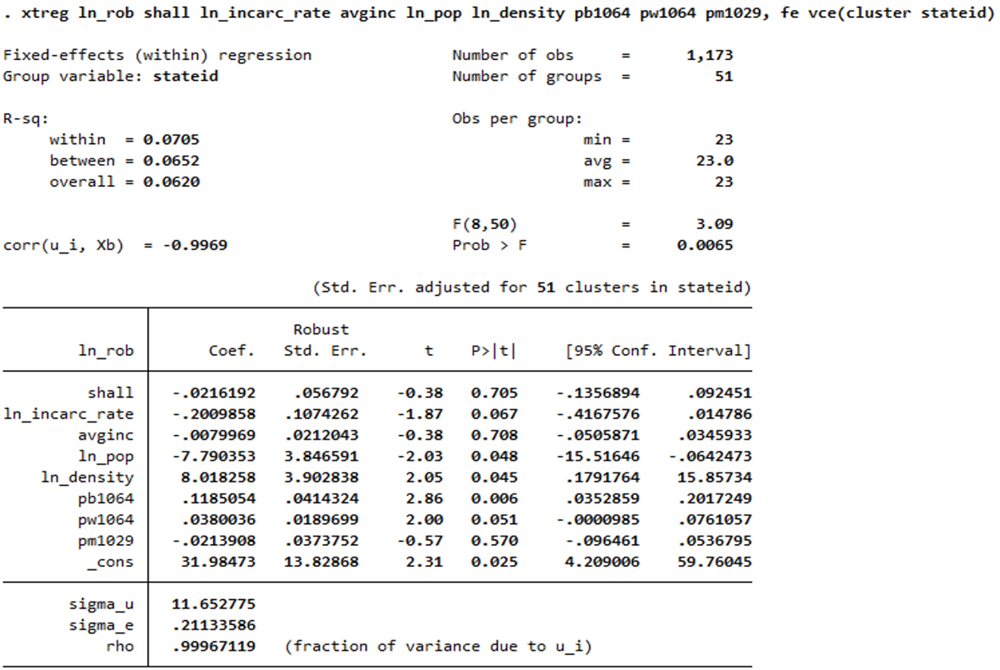 . xtreg ln_rob shall ln_incarc_rate avginc ln_pop ln_density pb1064 pw1064 pm1029, fe vce(cluster stateid)
Fixed-effects (within) regression Number of obs = 1,173
Group variable: stateid Number of groups = 51
R-sq: Obs per group:
within = 0.0705 min = 23
between = 0.0652 avg = 23.0
overall = 0.0620 max = 23
F(8,50) = 3.09
corr(u_i, Xb) = -0.9969 Prob > F = 0.0065
(Std. Err. adjusted for 51 clusters in stateid)
Robust
ln_rob Coef. Std. Err. t P>|t| [95% Conf. Interval]
shall -.0216192 .056792 -0.38 0.705 -.1356894 .092451
ln_incarc_rate -.2009858 .1074262 -1.87 0.067 -.4167576 .014786
avginc -.0079969 .0212043 -0.38 0.708 -.0505871 .0345933
ln_pop -7.790353 3.846591 -2.03 0.048 -15.51646 -.0642473
ln_density 8.018258 3.902838 2.05 0.045 .1791764 15.85734
pb1064 .1185054 .0414324 2.86 0.006 .0352859 .2017249
pw1064 .0380036 .0189699 2.00 0.051 -.0000985 .0761057
pm1029 -.0213908 .0373752 -0.57 0.570 -.096461 .0536795
_cons 31.98473 13.82868 2.31 0.025 4.209006 59.76045
sigma_u 11.652775
sigma_e .21133586
rho .99967119 (fraction of variance due to u_i)